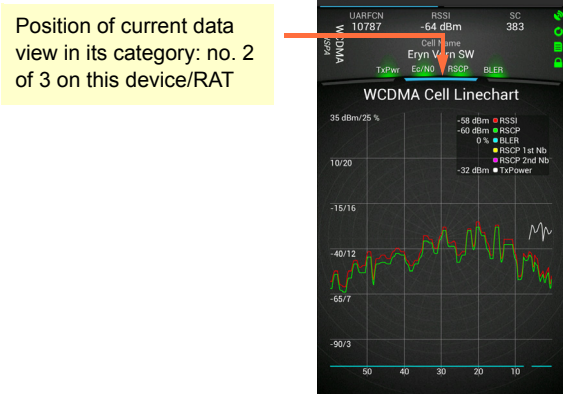 Position of current data
view in its category: no. 2
of 3 on this device/RAT
UARFCN RSSI SC
10787 -64 dBm 383
WCDMA
HSPA
Cell Name
Eryn Vorn SW
TxPwr Ec/N0 RSCP BLER
WCDMA Cell Linechart
35 dBm/25 %
-58 dBm RSSI
-60 dBm RSCP
0 % BLER
RSCP 1st Nb
RSCP 2nd Nb
-32 dBm TxPower
10/20
-15/16
-40/12
-65/7
-90/3
50 40 30 20 10